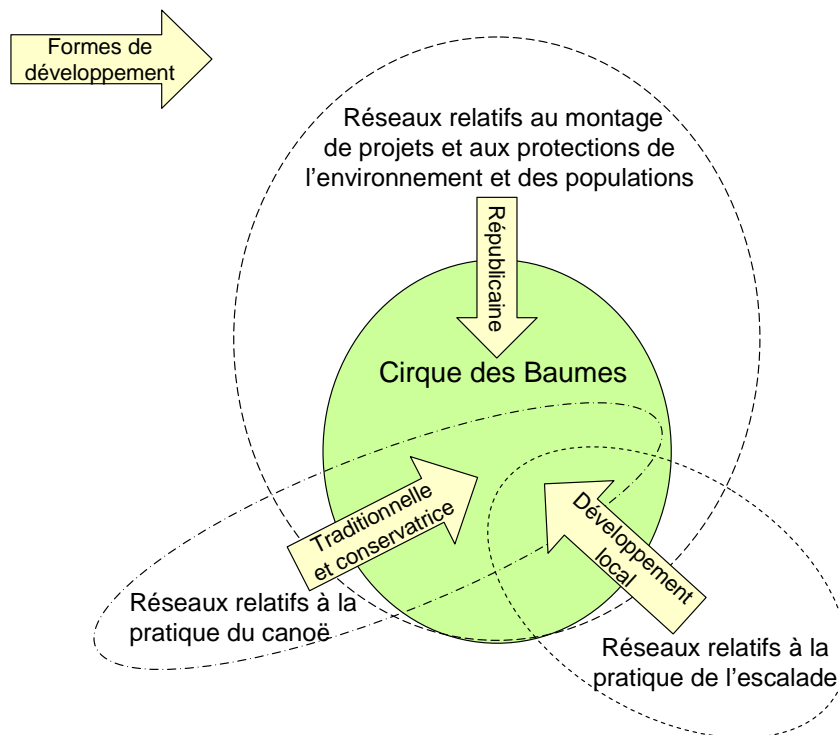 Formes de
développement
Réseaux relatifs au montage
de projets et aux protections de
l'environnement et des populations
Républicaine
Cirque des Baumes
Traditionnelle
et conservatrice
Développement
local
Réseaux relatifs à la
pratique du canoë
Réseaux relatifs à la
pratique de l'escalade